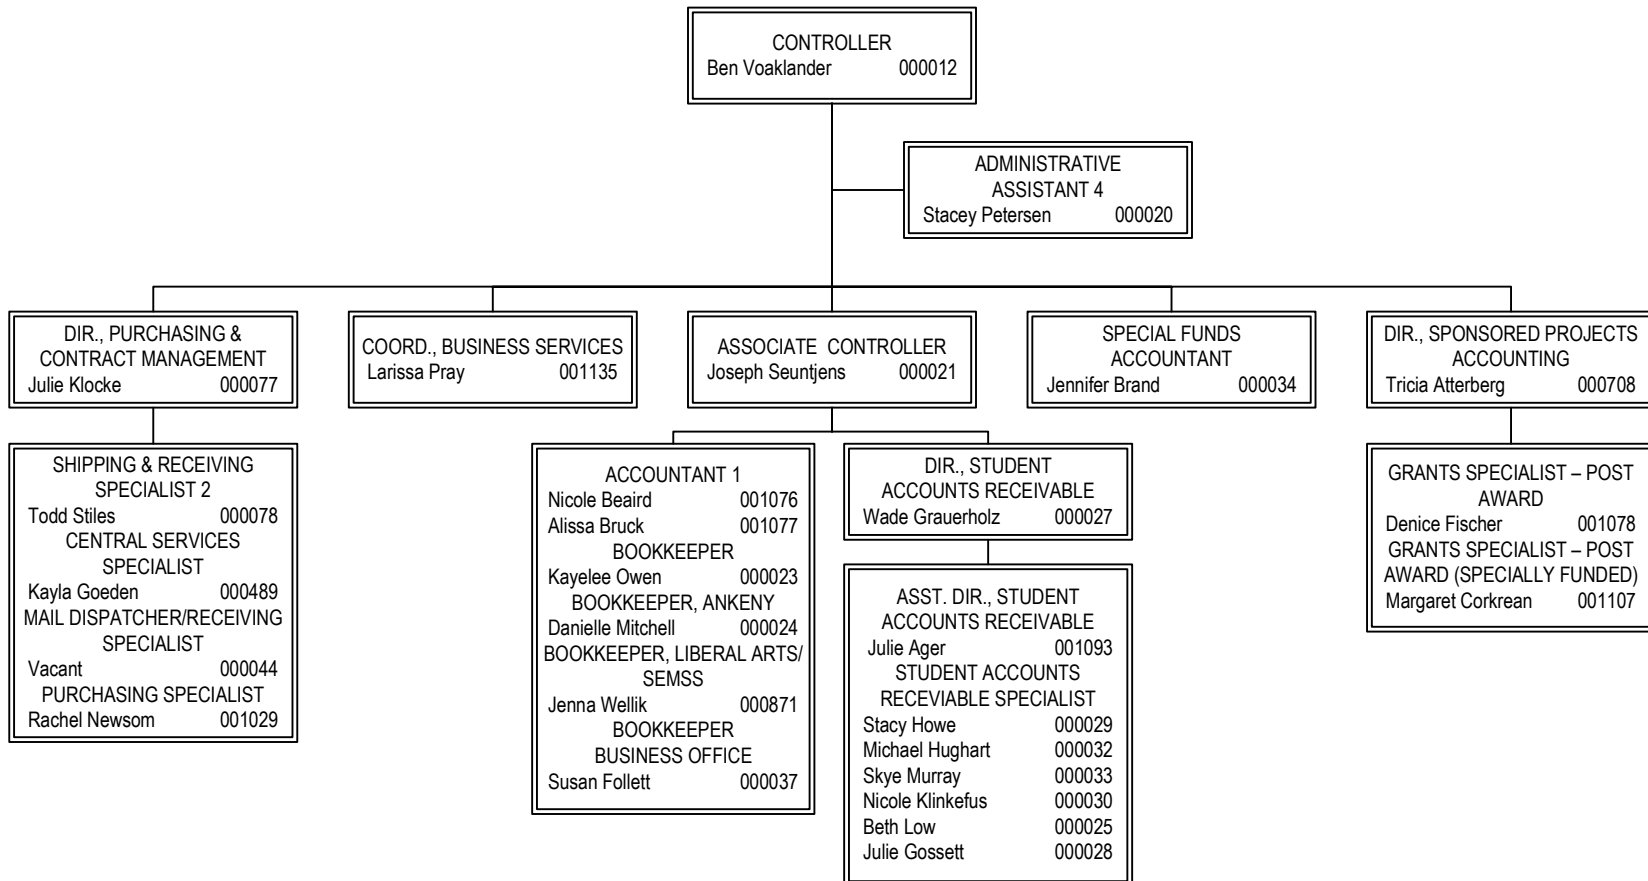 CONTROLLER
Ben Voaklander 000012
ADMINISTRATIVE
ASSISTANT 4
Stacey Petersen 000020
DIR., PURCHASING &
CONTRACT MANAGEMENT
Julie Klocke 000077
COORD., BUSINESS SERVICES
Larissa Pray 001135
ASSOCIATE CONTROLLER
Joseph Seuntjens 000021
SPECIAL FUNDS
ACCOUNTANT
Jennifer Brand 000034
DIR., SPONSORED PROJECTS
ACCOUNTING
Tricia Atterberg 000708
SHIPPING & RECEIVING
SPECIALIST 2
Todd Stiles 000078
CENTRAL SERVICES
SPECIALIST
Kayla Goeden 000489
MAIL DISPATCHER/RECEIVING
SPECIALIST
Vacant 000044
PURCHASING SPECIALIST
Rachel Newsom 001029
ACCOUNTANT 1
Nicole Beaird 001076
Alissa Bruck 001077
BOOKKEEPER
Kayelee Owen 000023
BOOKKEEPER, ANKENY
Danielle Mitchell 000024
BOOKKEEPER, LIBERAL ARTS/
SEMSS
Jenna Wellik 000871
BOOKKEEPER
BUSINESS OFFICE
Susan Follett 000037
DIR., STUDENT
ACCOUNTS RECEIVABLE
Wade Grauerholz 000027
ASST. DIR., STUDENT
ACCOUNTS RECEIVABLE
Julie Ager 001093
STUDENT ACCOUNTS
RECEVIABLE SPECIALIST
Stacy Howe 000029
Michael Hughart 000032
Skye Murray 000033
Nicole Klinkefus 000030
Beth Low 000025
Julie Gossett 000028
GRANTS SPECIALIST – POST
AWARD
Denice Fischer 001078
GRANTS SPECIALIST – POST
AWARD (SPECIALLY FUNDED)
Margaret Corkrean 001107